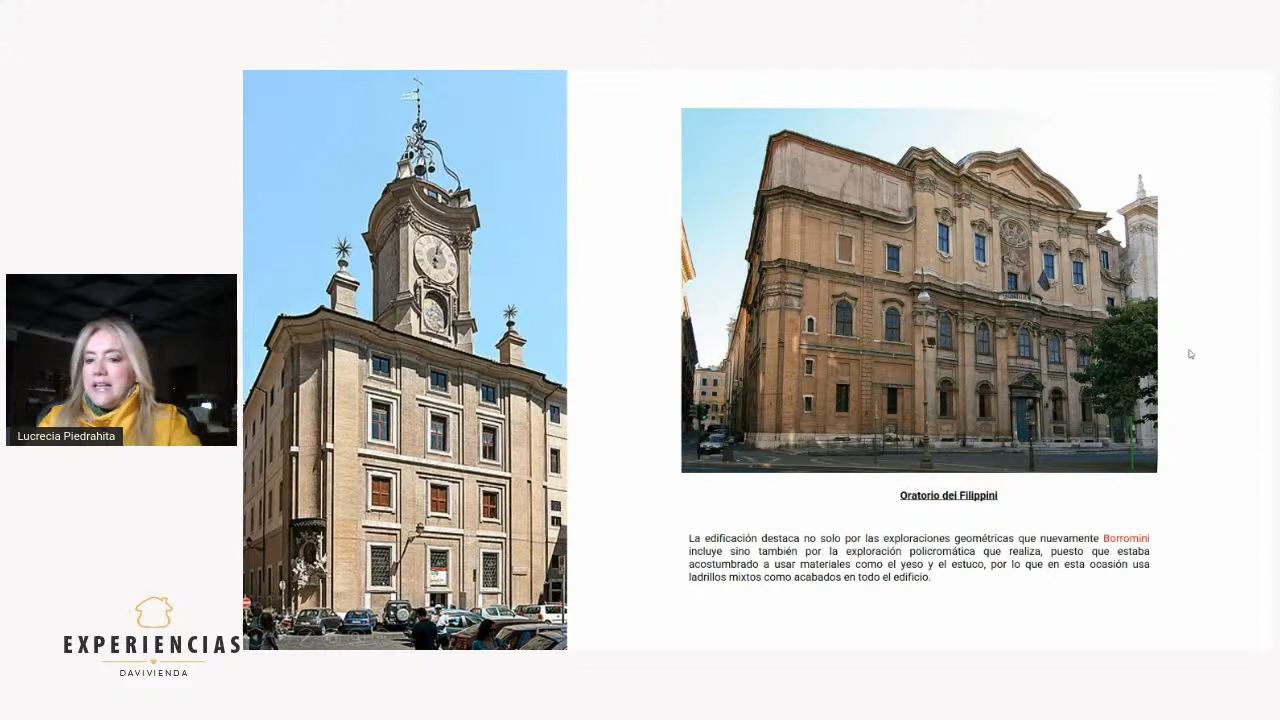 Lucrecia Piedrahita
EXPERIENCIAS
DAVIVIENDA
Oratorio dei Filippini
La edificación destaca no solo por las exploraciones geométricas que nuevamente Borromini
incluye sino también por la exploración policromática que realiza, puesto que estaba
acostumbrado a usar materiales como el yeso y el estuco, por lo que en esta ocasión usa
ladrillos mixtos como acabados en todo el edificio.